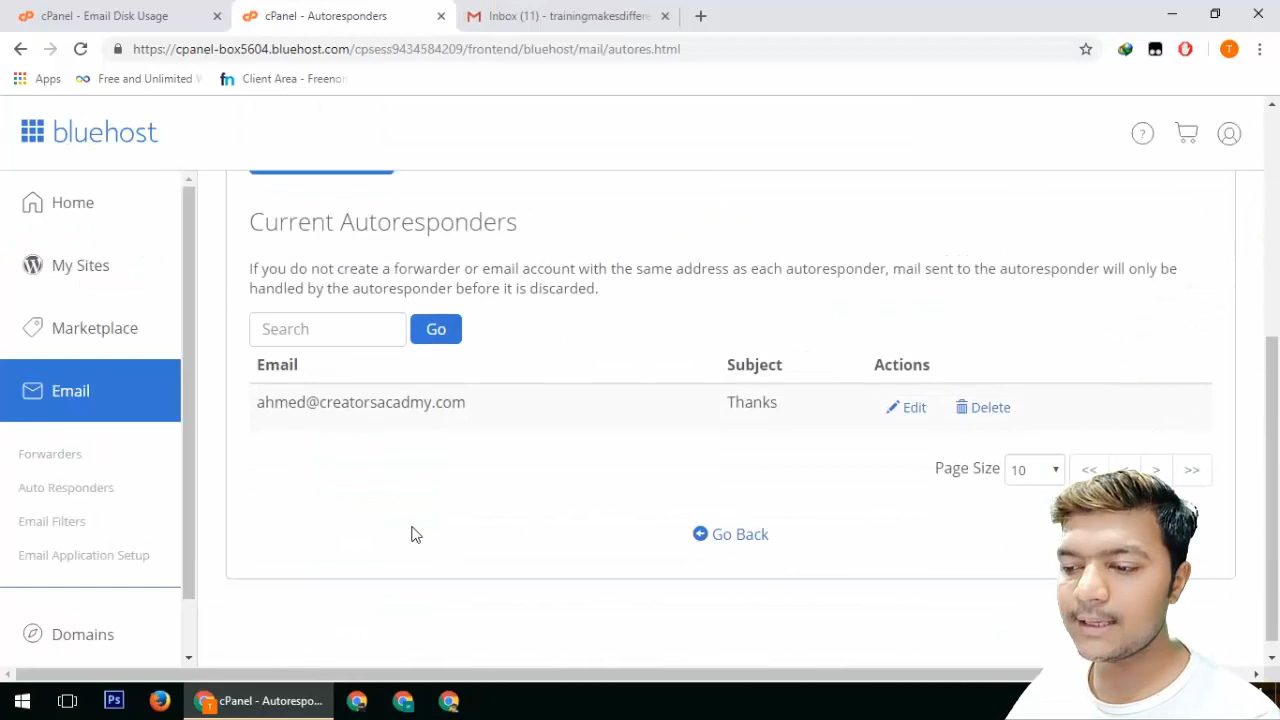 cPanel - Email Disk Usage
cPanel - Autoresponders
Inbox (11) - trainingmakesdiffere
https://cpanel-box5604.bluehost.com/cpsess9434584209/frontend/bluehost/mail/autores.html
T
Apps
Free and Unlimited
fn Client Area - Freenom
bluehost
?
Home
My Sites
Marketplace
Email
Forwarders
Auto Responders
Email Filters
Email Application Setup
Domains
Current Autoresponders
If you do not create a forwarder or email account with the same address as each autoresponder, mail sent to the autoresponder will only be
handled by the autoresponder before it is discarded.
Search
Go
Email Subject Actions
ahmed@creatorsacadmy.com Thanks Edit Delete
Page Size 10 << < > >>
Go Back
Ps
cPanel - Autorespo...